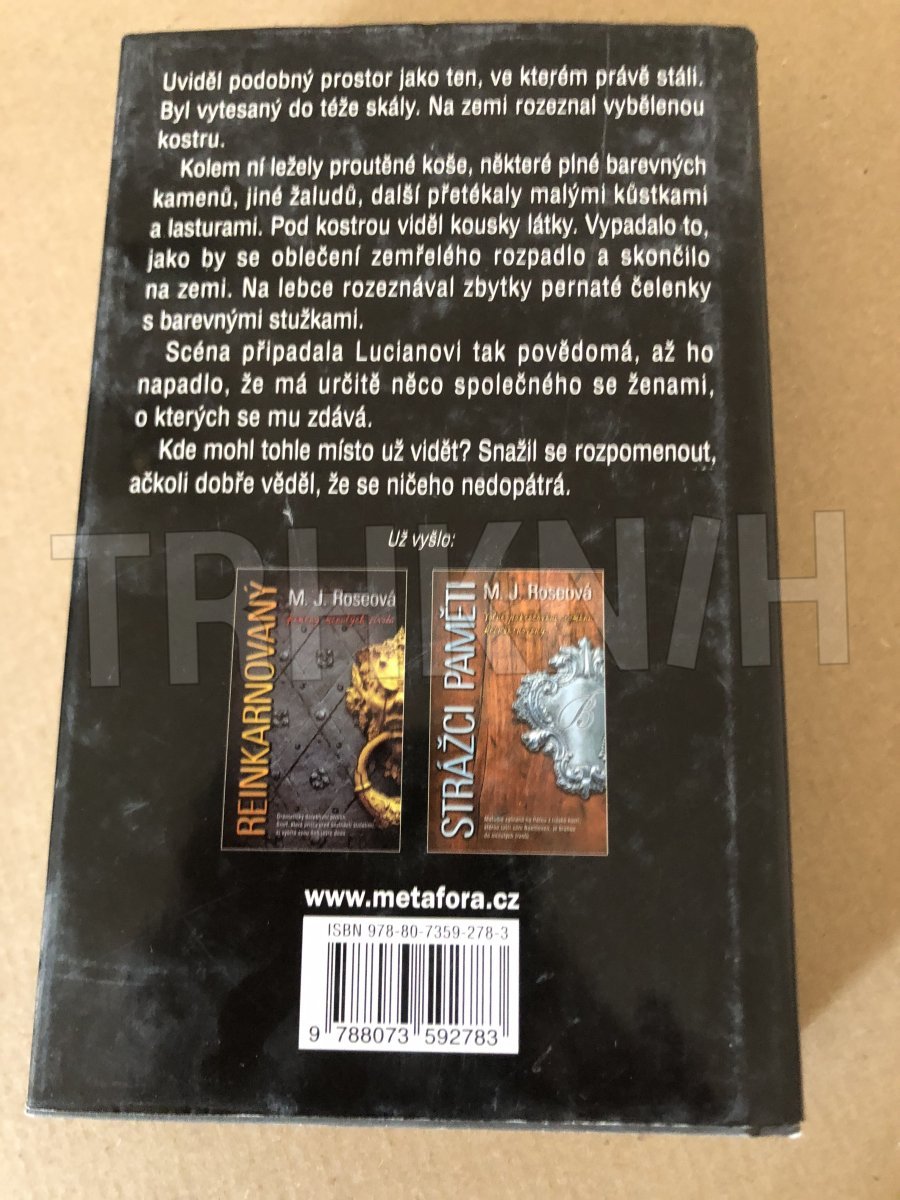 Uviděl podobný prostor jako ten, ve kterém právě stáli.
Byl vytesaný do téže skály. Na zemi rozeznal vybělenou
kostru.
Kolem ní ležely proutěné koše, některé plné barevných
kamenů, jiné žaludů, další přetékaly malými kůstkami
a lasturami. Pod kostrou viděl kousky látky. Vypadalo to,
jako by se oblečení zemřelého rozpadlo a skončilo
na zemi. Na lebce rozeznával zbytky pernaté čelenky
s barevnými stužkami.
Scéna připadala Lucianovi tak povědomá, až ho
napadlo, že má určitě něco společného se ženami,
o kterých se mu zdává.
Kde mohl tohle místo už vidět? Snažil se rozpomenout,
ačkoli dobře věděl, že se ničeho nedopátrá.
TRHKNIH
Už vyšlo:
M. J. Roseová
REINKARNOVANÝ
M. J. Roseová
STRÁŽCI PAMĚTI
B
www.metafora.cz
ISBN 978-80-7359-278-3
9 788073 592783